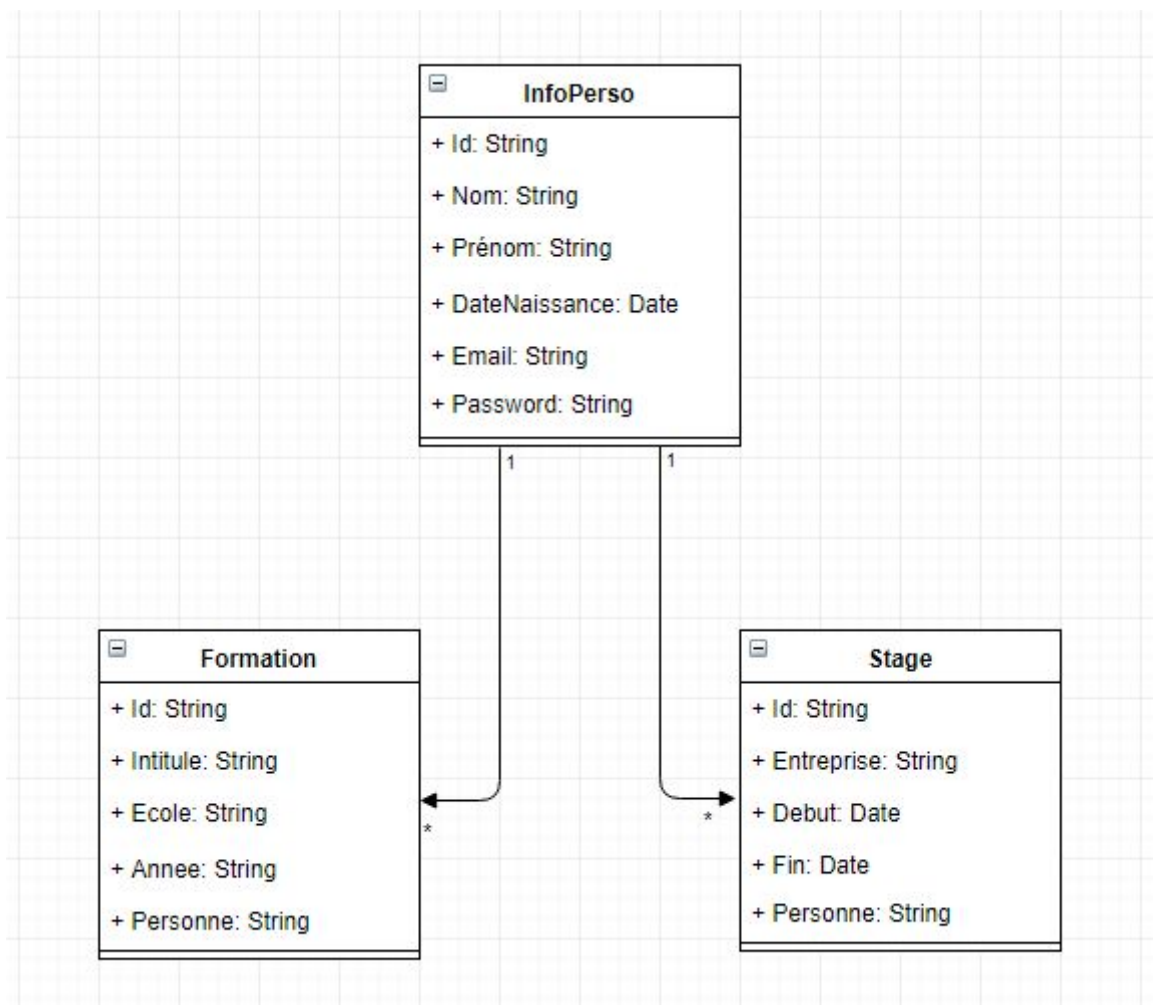 InfoPerso
+ Id: String
+ Nom: String
+ Prénom: String
+ DateNaissance: Date
+ Email: String
+ Password: String
1
1
Formation
+ Id: String
+ Intitule: String
+ Ecole: String
+ Annee: String
+ Personne: String
*
*
Stage
+ Id: String
+ Entreprise: String
+ Debut: Date
+ Fin: Date
+ Personne: String